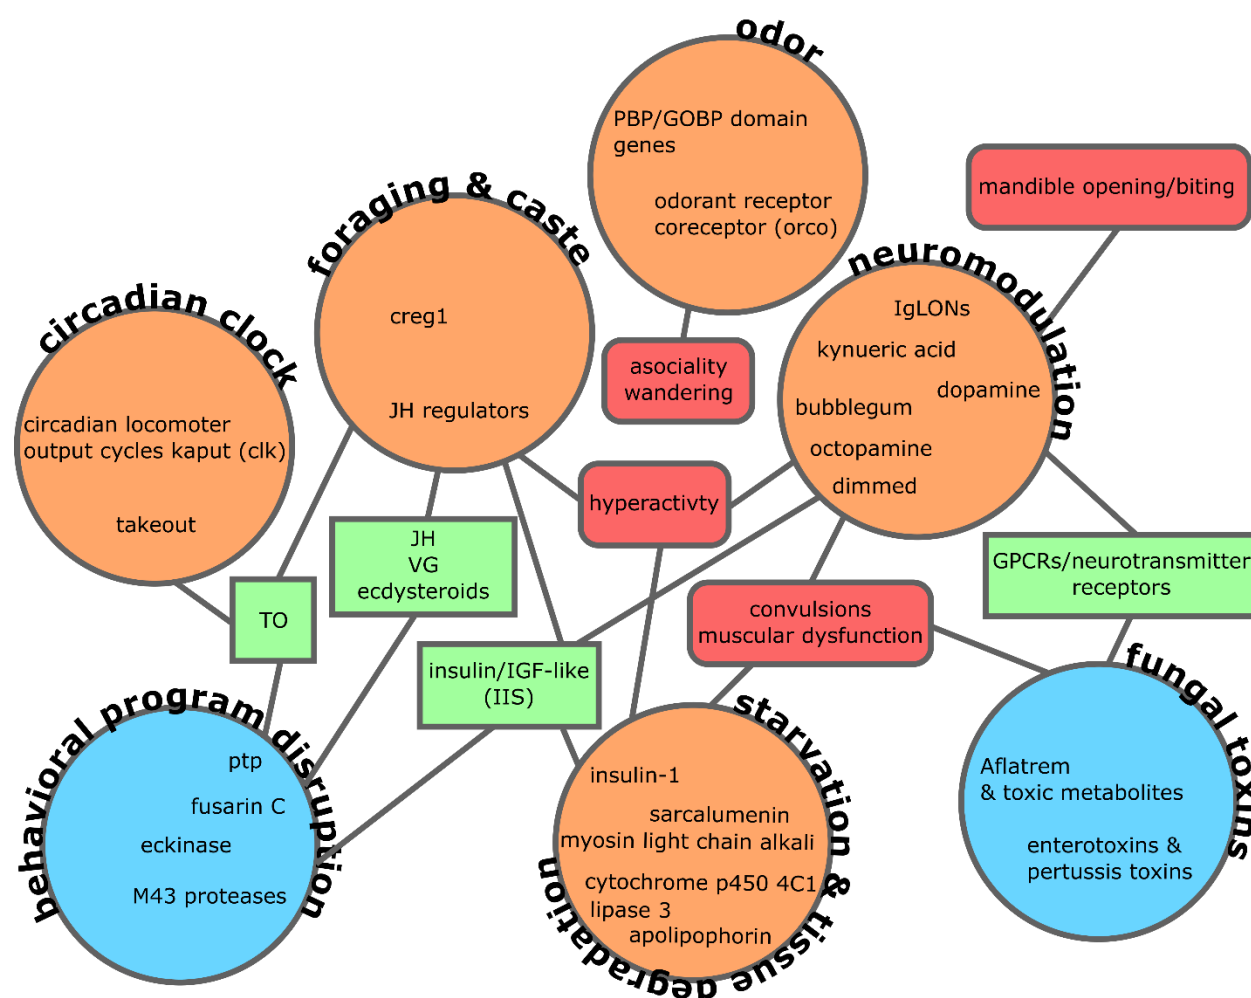 odor
PBP/GOBP domain
genes
odorant receptor
coreceptor (orco)
mandible opening/biting
foraging & caste
creg1
JH regulators
neuromodulation
IgLONs
kynueric acid
dopamine
bubblegum
octopamine
dimmed
circadian clock
circadian locomoter
output cycles kaput (clk)
takeout
asociality
wandering
hyperactivty
JH
VG
ecdysteroids
GPCRs/neurotransmitter
receptors
TO
convulsions
muscular dysfunction
insulin/IGF-like
(IIS)
behavioral program disruption
ptp
fusarin C
eckinase
M43 proteases
starvation & tissue degradation
insulin-1
sarcalumenin
myosin light chain alkali
cytochrome p450 4C1
lipase 3
apolipophorin
fungal toxins
Aflatrem
& toxic metabolites
enterotoxins &
pertussis toxins